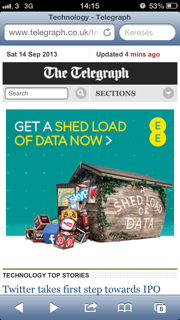 3 3G 14:15 53%
Technology - Telegraph
www.telegraph.co.uk/te
Keresés
Sat 14 Sep 2013 Updated 4 mins ago
The Telegraph
Search
SECTIONS
GET A SHED LOAD
OF DATA NOW >
EE
sky
SHED LOAD
OF DATA
TECHNOLOGY TOP STORIES
Twitter takes first step towards IPO